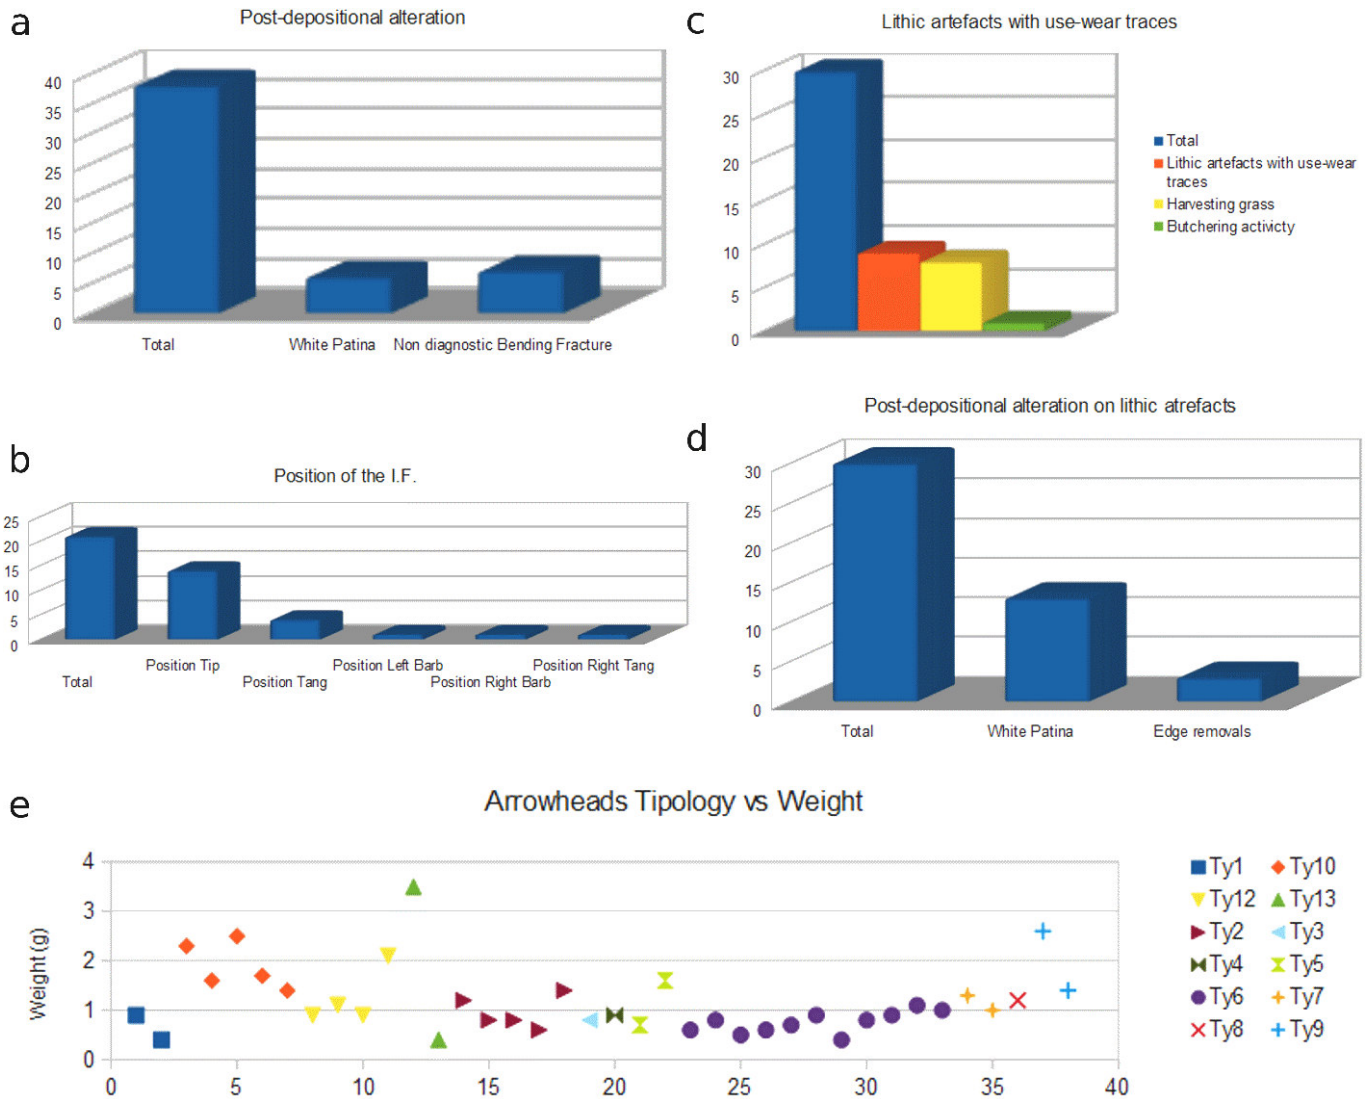 a
Post-depositional alteration
40
35
30
25
20
15
10
5
0
Total
White Patina
Non diagnostic Bending Fracture
b
Position of the I.F.
25
20
15
10
5
0
Total
Position Tip
Position Tang
Position Left Barb
Position Right Barb
Position Right Tang
c
Lithic artefacts with use-wear traces
30
25
20
15
10
5
0
Total
Lithic artefacts with use-wear
traces
Harvesting grass
Butchering activicty
d
Post-depositional alteration on lithic atrefacts
30
25
20
15
10
5
0
Total
White Patina
Edge removals
e
Arrowheads Tipology vs Weight
Weight (g)
4
3
2
1
0
0 5 10 15 20 25 30 35 40
Ty1 Ty10
Ty12 Ty13
Ty2 Ty3
Ty4 Ty5
Ty6 Ty7
Ty8 Ty9